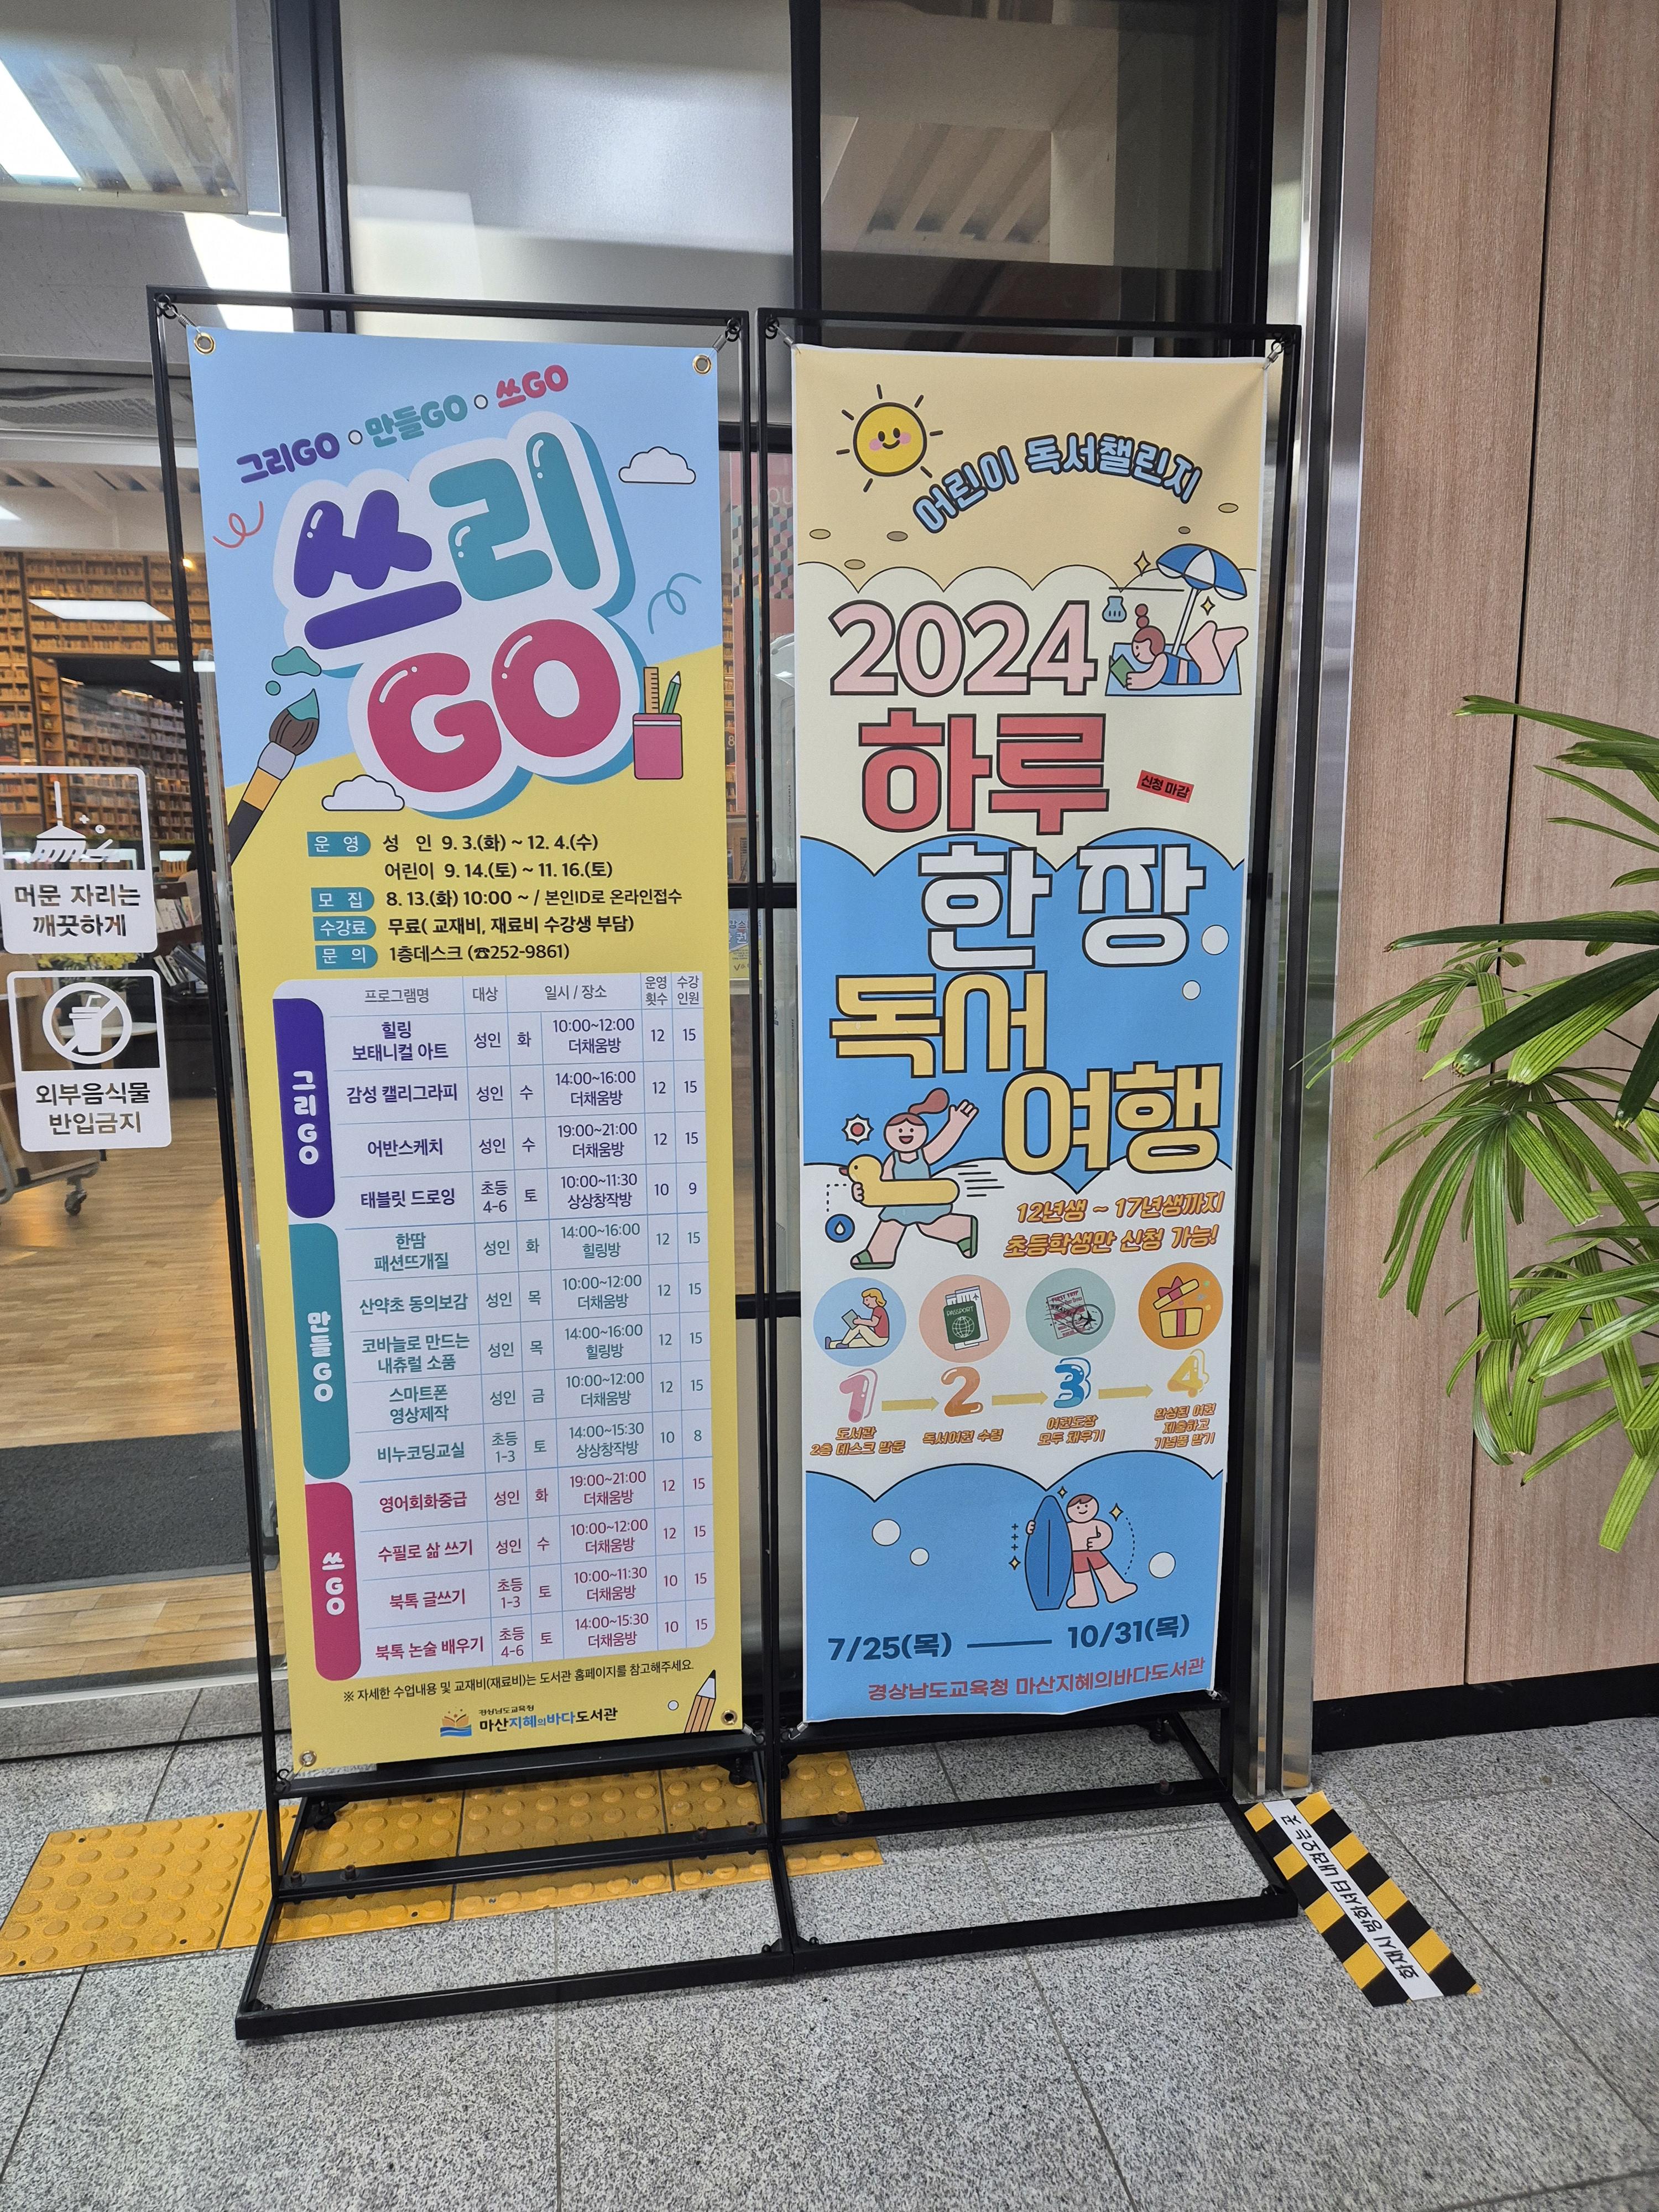 그리GO ○ 만들GO ○ 쓰GO
쓰리
GO
운 영 성 인 9. 3.(화) ~ 12. 4.(수)
어린이 9. 14.(토) ~ 11. 16.(토)
모 집 8. 13.(화) 10:00 ~ / 본인ID로 온라인접수
수강료 무료( 교재비, 재료비 수강생 부담)
문 의 1층데스크 (☎252-9861)
프로그램명 대상 일시 / 장소 운영 횟수 수강 인원
그리GO
힐링 보태니컬 아트 성인 화 10:00~12:00 더채움방 12 15
감성 캘리그라피 성인 수 14:00~16:00 더채움방 12 15
어반스케치 성인 수 19:00~21:00 더채움방 12 15
태블릿 드로잉 초등 4-6 토 10:00~11:30 상상창작방 10 9
만들GO
한땀 패션뜨개질 성인 화 14:00~16:00 힐링방 12 15
산약초 동의보감 성인 목 10:00~12:00 더채움방 12 15
코바늘로 만드는 내츄럴 소품 성인 목 14:00~16:00 힐링방 12 15
스마트폰 영상제작 성인 금 10:00~12:00 더채움방 12 15
비누코딩교실 초등 1-3 토 14:00~15:30 상상창작방 10 8
쓰GO
영어회화중급 성인 화 19:00~21:00 더채움방 12 15
수필로 삶 쓰기 성인 수 10:00~12:00 더채움방 12 15
북톡 글쓰기 초등 1-3 토 10:00~11:30 더채움방 10 15
북톡 논술 배우기 초등 4-6 토 14:00~15:30 더채움방 10 15
※ 자세한 수업내용 및 교재비(재료비)는 도서관 홈페이지를 참고해주세요.
경상남도교육청
마산지혜의바다도서관
어린이 독서챌린지
2024
하루
신청 마감
한 장
독서
여행
12년생 ~ 17년생까지
초등학생만 신청 가능!
PASSPORT
1 2 3 4
도서관
2층 데스크 방문
독서여권 수령
여권도장
모두 채우기
완성된 여권
제출하고
기념품 받기
7/25(목) 10/31(목)
경상남도교육청 마산지혜의바다도서관
머문 자리는
깨끗하게
외부음식물
반입금지
화재시 방화셔터 내려오는 곳